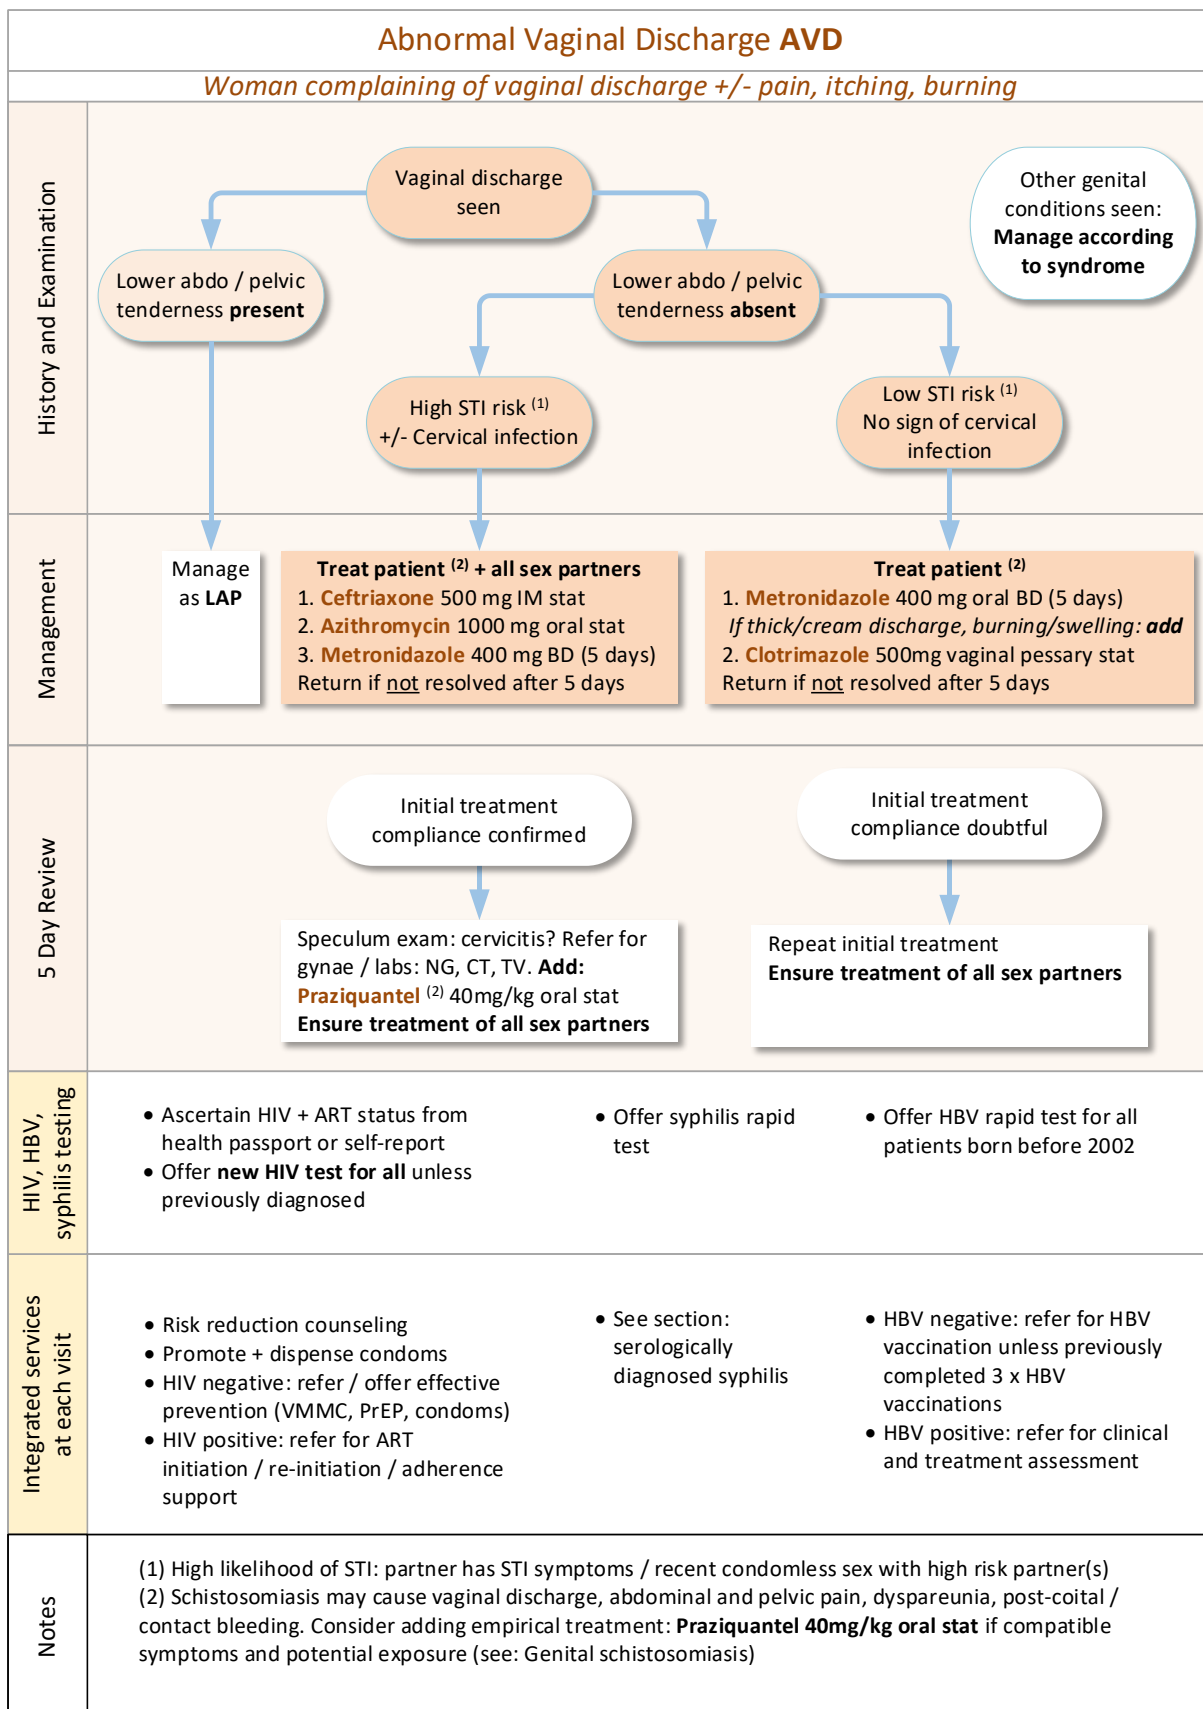 Abnormal Vaginal Discharge AVD
Woman complaining of vaginal discharge +/- pain, itching, burning
History and Examination
Vaginal discharge
seen
Other genital
conditions seen:
Manage according
to syndrome
Lower abdo / pelvic
tenderness present
Lower abdo / pelvic
tenderness absent
High STI risk (1)
+/- Cervical infection
Low STI risk (1)
No sign of cervical
infection
Management
Manage
as LAP
Treat patient (2) + all sex partners
1. Ceftriaxone 500 mg IM stat
2. Azithromycin 1000 mg oral stat
3. Metronidazole 400 mg BD (5 days)
Return if not resolved after 5 days
Treat patient (2)
1. Metronidazole 400 mg oral BD (5 days)
If thick/cream discharge, burning/swelling: add
2. Clotrimazole 500mg vaginal pessary stat
Return if not resolved after 5 days
5 Day Review
Initial treatment
compliance confirmed
Initial treatment
compliance doubtful
Speculum exam: cervicitis? Refer for
gynae / labs: NG, CT, TV. Add:
Praziquantel (2) 40mg/kg oral stat
Ensure treatment of all sex partners
Repeat initial treatment
Ensure treatment of all sex partners
HIV, HBV,
syphilis testing
• Ascertain HIV + ART status from
health passport or self-report
• Offer new HIV test for all unless
previously diagnosed
• Offer syphilis rapid
test
• Offer HBV rapid test for all
patients born before 2002
Integrated services
at each visit
• Risk reduction counseling
• Promote + dispense condoms
• HIV negative: refer / offer effective
prevention (VMMC, PrEP, condoms)
• HIV positive: refer for ART
initiation / re-initiation / adherence
support
• See section:
serologically
diagnosed syphilis
• HBV negative: refer for HBV
vaccination unless previously
completed 3 x HBV
vaccinations
• HBV positive: refer for clinical
and treatment assessment
Notes
(1) High likelihood of STI: partner has STI symptoms / recent condomless sex with high risk partner(s)
(2) Schistosomiasis may cause vaginal discharge, abdominal and pelvic pain, dyspareunia, post-coital /
contact bleeding. Consider adding empirical treatment: Praziquantel 40mg/kg oral stat if compatible
symptoms and potential exposure (see: Genital schistosomiasis)